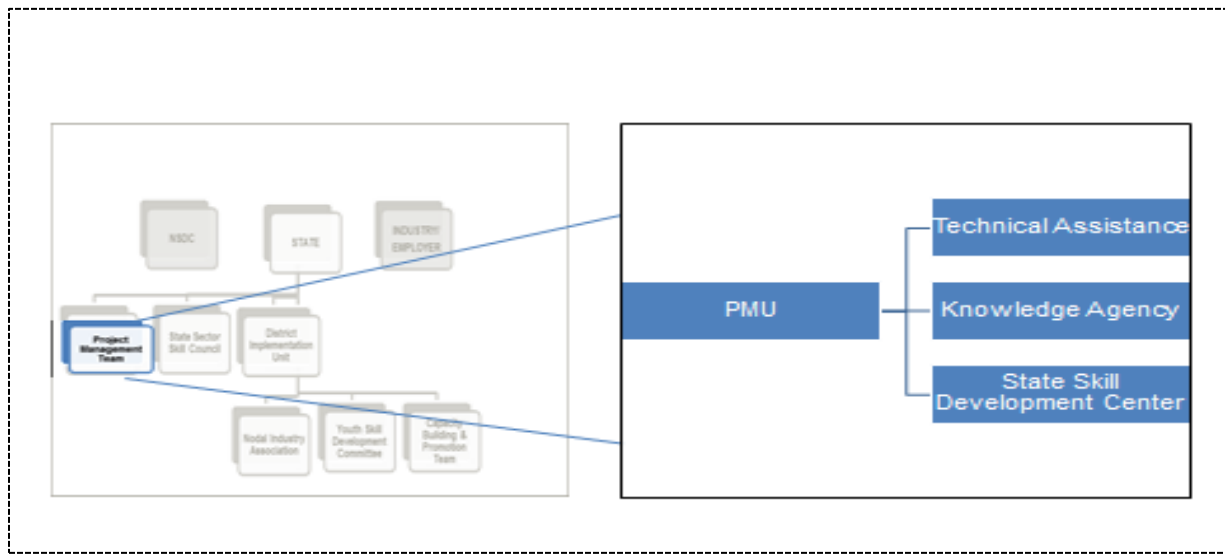 NSDC
STATE
INDUSTRY/
EMPLOYER
Project
Management
Team
State Sector
Skill Council
District
Implementation
Unit
Nodal Industry
Association
Youth Skill
Development
Committee
Capacity
Building &
Promotion
Team
PMU
Technical Assistance
Knowledge Agency
State Skill
Development Center